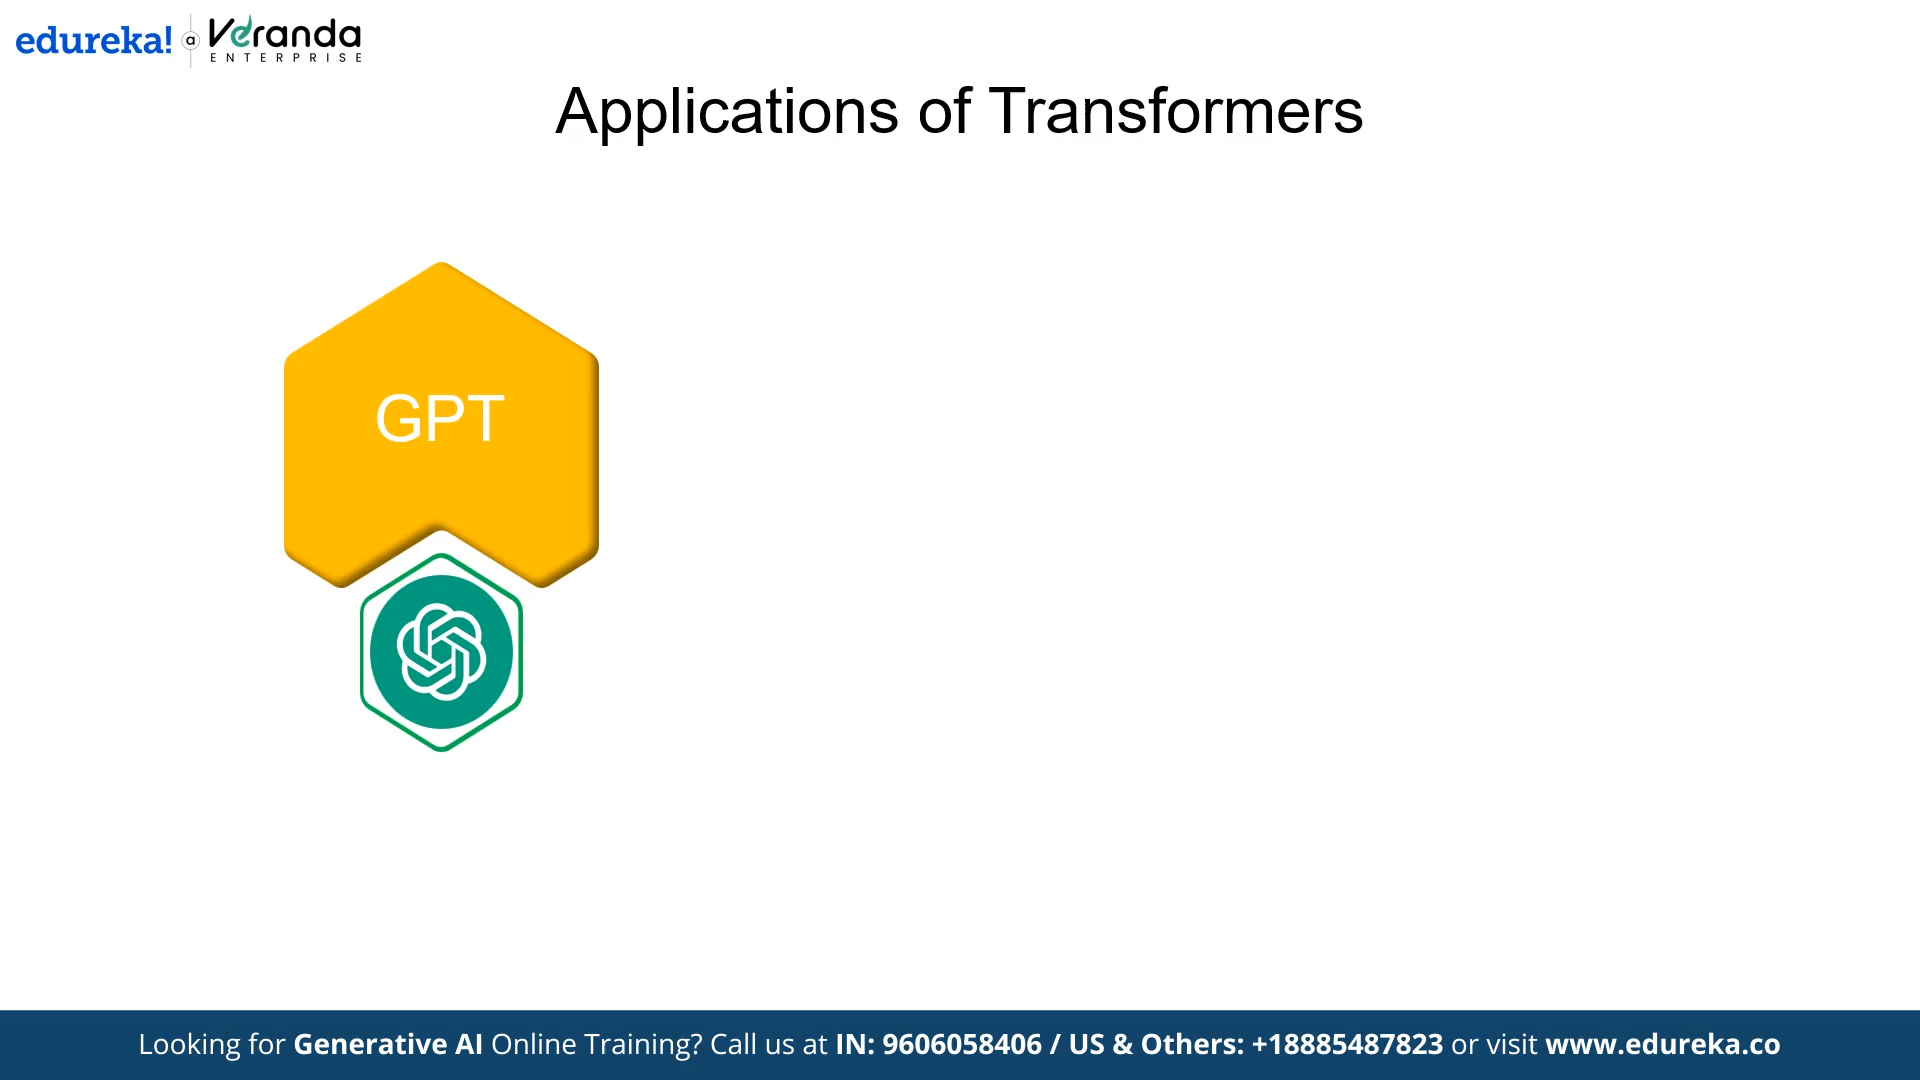 edureka! a Veranda
ENTERPRISE
Applications of Transformers
GPT
Looking for Generative AI Online Training? Call us at IN: 9606058406 / US & Others: +18885487823 or visit www.edureka.co